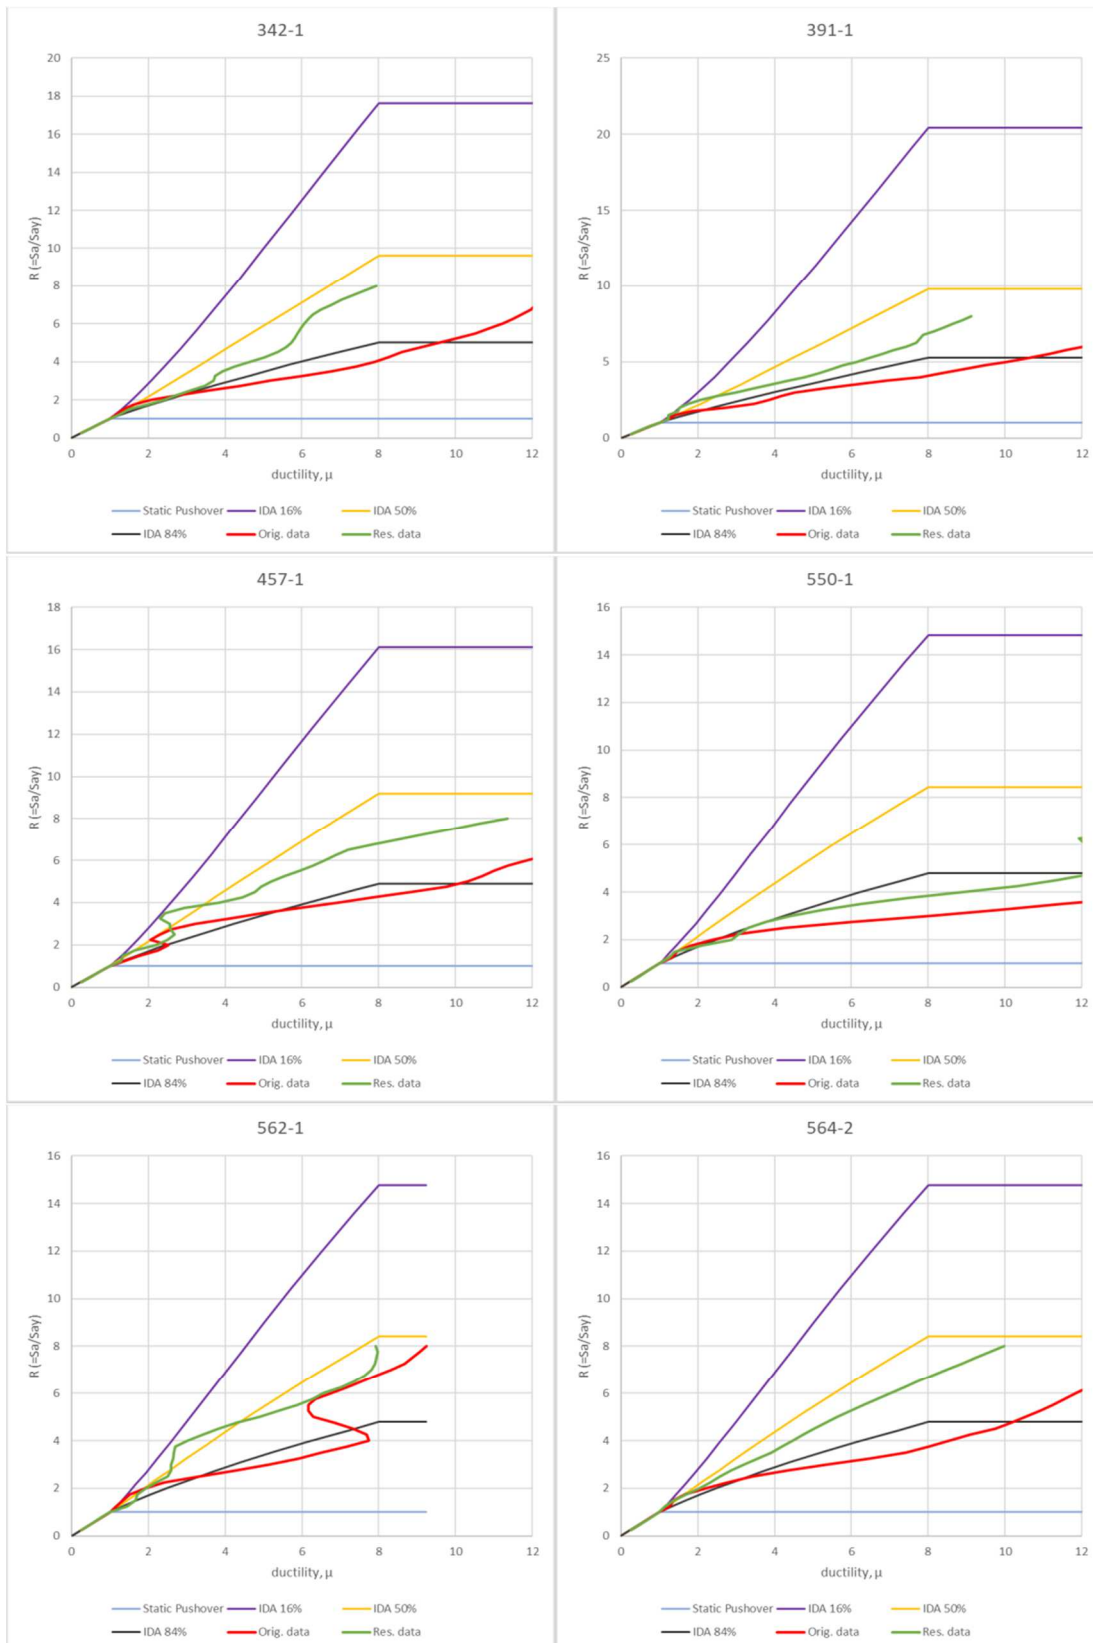 342-1
20
18
16
14
12
10
8
6
4
2
0
R (=Sa/Say)
0 2 4 6 8 10 12
ductility, μ
Static Pushover IDA 16% IDA 50%
IDA 84% Orig. data Res. data
391-1
25
20
15
10
5
0
R (=Sa/Say)
0 2 4 6 8 10 12
ductility, μ
Static Pushover IDA 16% IDA 50%
IDA 84% Orig. data Res. data
457-1
18
16
14
12
10
8
6
4
2
0
R (=Sa/Say)
0 2 4 6 8 10 12
ductility, μ
Static Pushover IDA 16% IDA 50%
IDA 84% Orig. data Res. data
550-1
16
14
12
10
8
6
4
2
0
R (=Sa/Say)
0 2 4 6 8 10 12
ductility, μ
Static Pushover IDA 16% IDA 50%
IDA 84% Orig. data Res. data
562-1
16
14
12
10
8
6
4
2
0
R (=Sa/Say)
0 2 4 6 8 10 12
ductility, μ
Static Pushover IDA 16% IDA 50%
IDA 84% Orig. data Res. data
564-2
16
14
12
10
8
6
4
2
0
R (=Sa/Say)
0 2 4 6 8 10 12
ductility, μ
Static Pushover IDA 16% IDA 50%
IDA 84% Orig. data Res. data